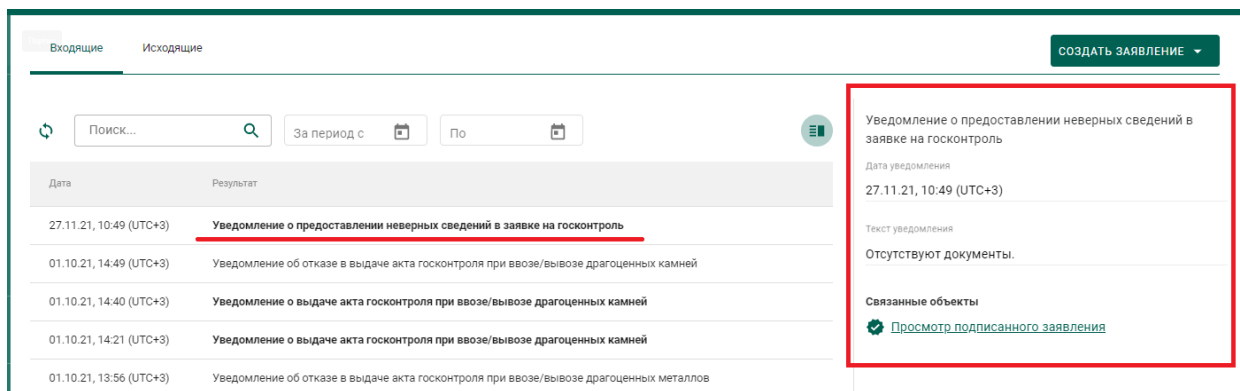 Входящие Исходящие
СОЗДАТЬ ЗАЯВЛЕНИЕ
Поиск... За период с По
Дата Результат
27.11.21, 10:49 (UTC+3) Уведомление о предоставлении неверных сведений в заявке на госконтроль
01.10.21, 14:49 (UTC+3) Уведомление об отказе в выдаче акта госконтроля при ввозе/вывозе драгоценных камней
01.10.21, 14:40 (UTC+3) Уведомление о выдаче акта госконтроля при ввозе/вывозе драгоценных камней
01.10.21, 14:21 (UTC+3) Уведомление о выдаче акта госконтроля при ввозе/вывозе драгоценных камней
01.10.21, 13:56 (UTC+3) Уведомление об отказе в выдаче акта госконтроля при ввозе/вывозе драгоценных металлов
Уведомление о предоставлении неверных сведений в
заявке на госконтроль
Дата уведомления
27.11.21, 10:49 (UTC+3)
Текст уведомления
Отсутствуют документы.
Связанные объекты
Просмотр подписанного заявления